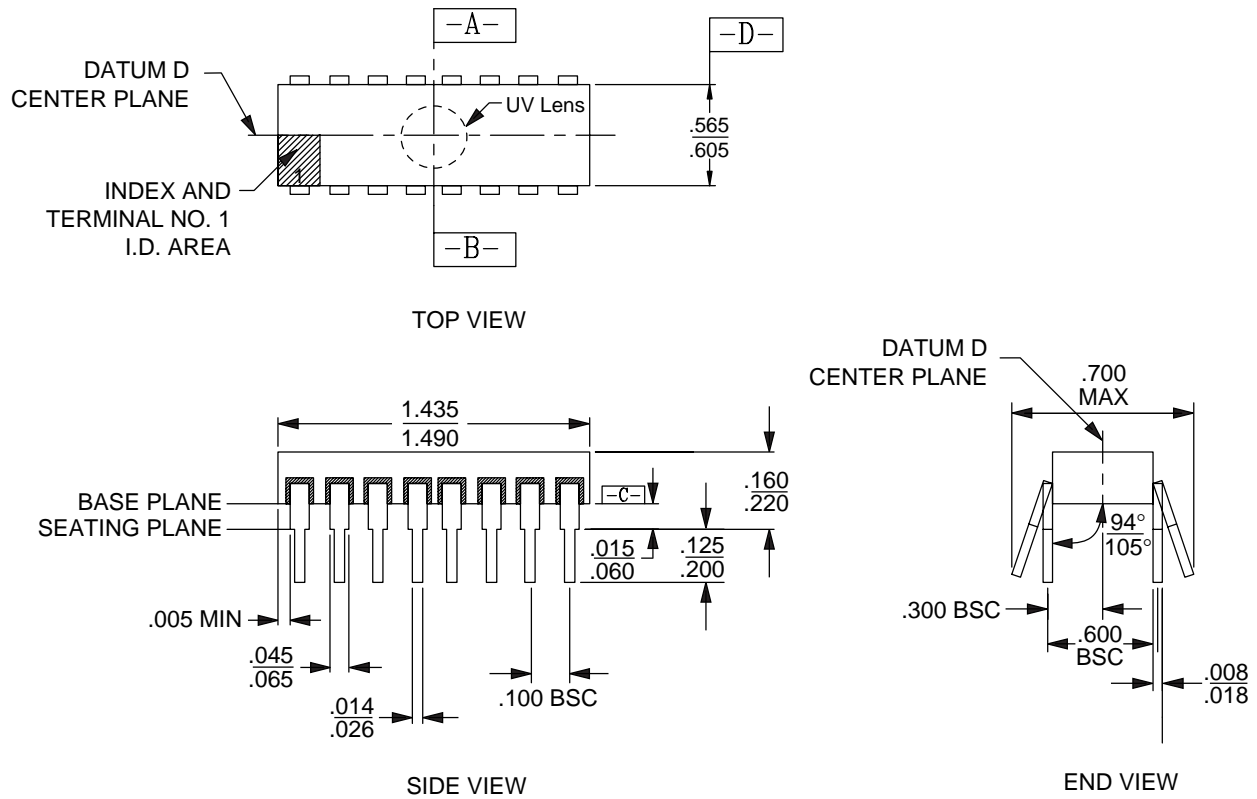 -A-
-D-
DATUM D
CENTER PLANE
UV Lens
.565
.605
1
INDEX AND
TERMINAL NO. 1
I.D. AREA
-B-
TOP VIEW
DATUM D
CENTER PLANE
.700
MAX
1.435
1.490
BASE PLANE
SEATING PLANE
-C-
.160
.220
.015
.060
.125
.200
94°
105°
.005 MIN
.300 BSC
.045
.065
.100 BSC
.600
BSC
.014
.026
.008
.018
SIDE VIEW
END VIEW